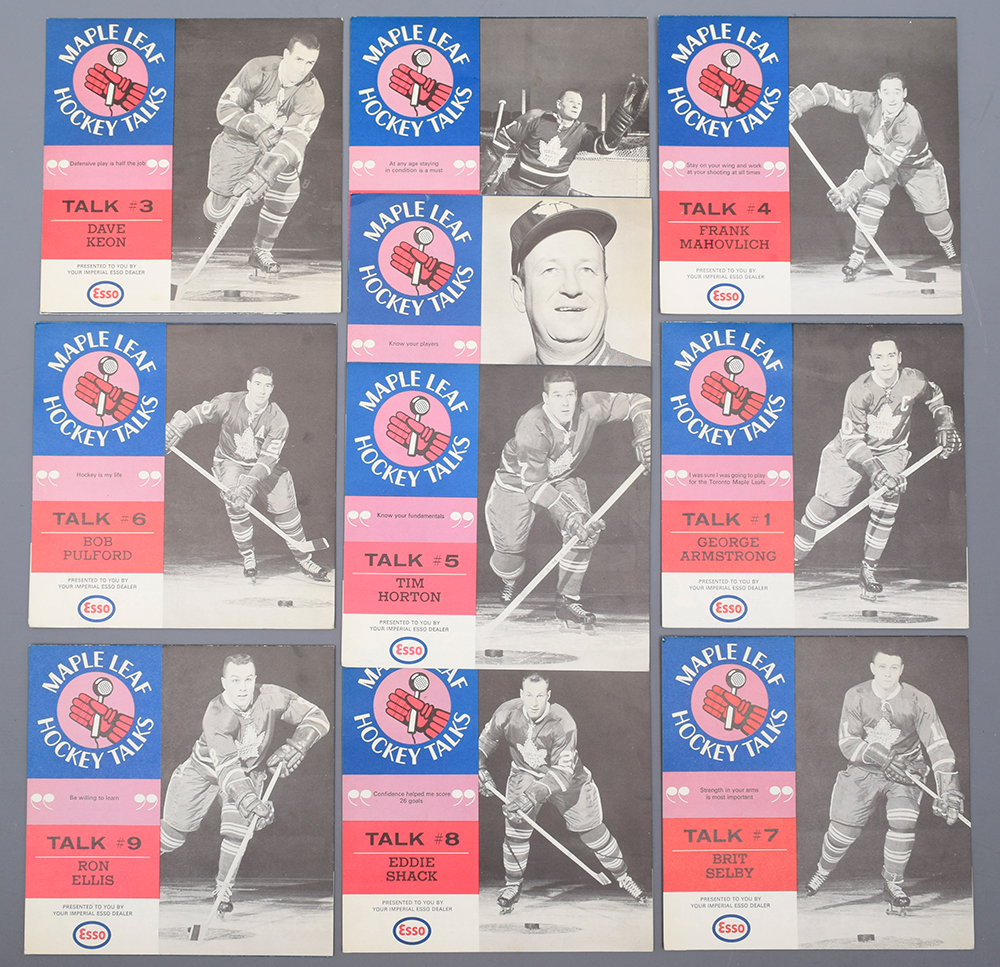 MAPLE LEAF
HOCKEY TALKS
Defensive play is half the job
TALK #3
DAVE
KEON
PRESENTED TO YOU BY
YOUR IMPERIAL ESSO DEALER
Esso
MAPLE LEAF
HOCKEY TALKS
At any age staying
in condition is a must
MAPLE LEAF
HOCKEY TALKS
Stay on your wing and work
at your shooting at all times
TALK #4
FRANK
MAHOVLICH
PRESENTED TO YOU BY
YOUR IMPERIAL ESSO DEALER
Esso
MAPLE LEAF
HOCKEY TALKS
Know your players
MAPLE LEAF
HOCKEY TALKS
Hockey is my life
TALK #6
BOB
PULFORD
PRESENTED TO YOU BY
YOUR IMPERIAL ESSO DEALER
Esso
MAPLE LEAF
HOCKEY TALKS
Know your fundamentals
TALK #5
TIM
HORTON
PRESENTED TO YOU BY
YOUR IMPERIAL ESSO DEALER
Esso
MAPLE LEAF
HOCKEY TALKS
I was sure I was going to play
for the Toronto Maple Leafs
TALK #1
GEORGE
ARMSTRONG
PRESENTED TO YOU BY
YOUR IMPERIAL ESSO DEALER
Esso
MAPLE LEAF
HOCKEY TALKS
Be willing to learn
TALK #9
RON
ELLIS
PRESENTED TO YOU BY
YOUR IMPERIAL ESSO DEALER
Esso
MAPLE LEAF
HOCKEY TALKS
Confidence helped me score
26 goals
TALK #8
EDDIE
SHACK
PRESENTED TO YOU BY
YOUR IMPERIAL ESSO DEALER
Esso
MAPLE LEAF
HOCKEY TALKS
Strength in your arms
is most important
TALK #7
BRIT
SELBY
PRESENTED TO YOU BY
YOUR IMPERIAL ESSO DEALER
Esso